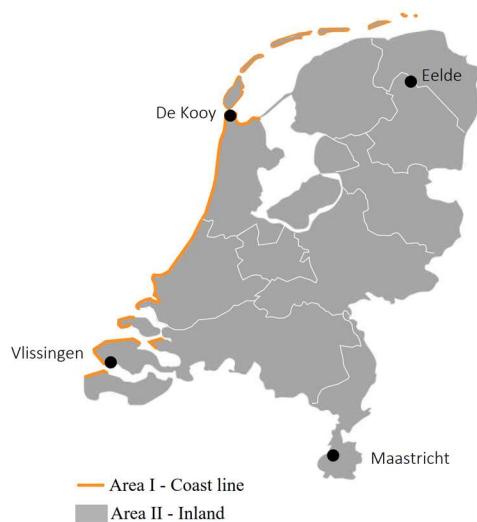 Eelde
De Kooy
Vlissingen
Maastricht
Area I - Coast line
Area II - Inland